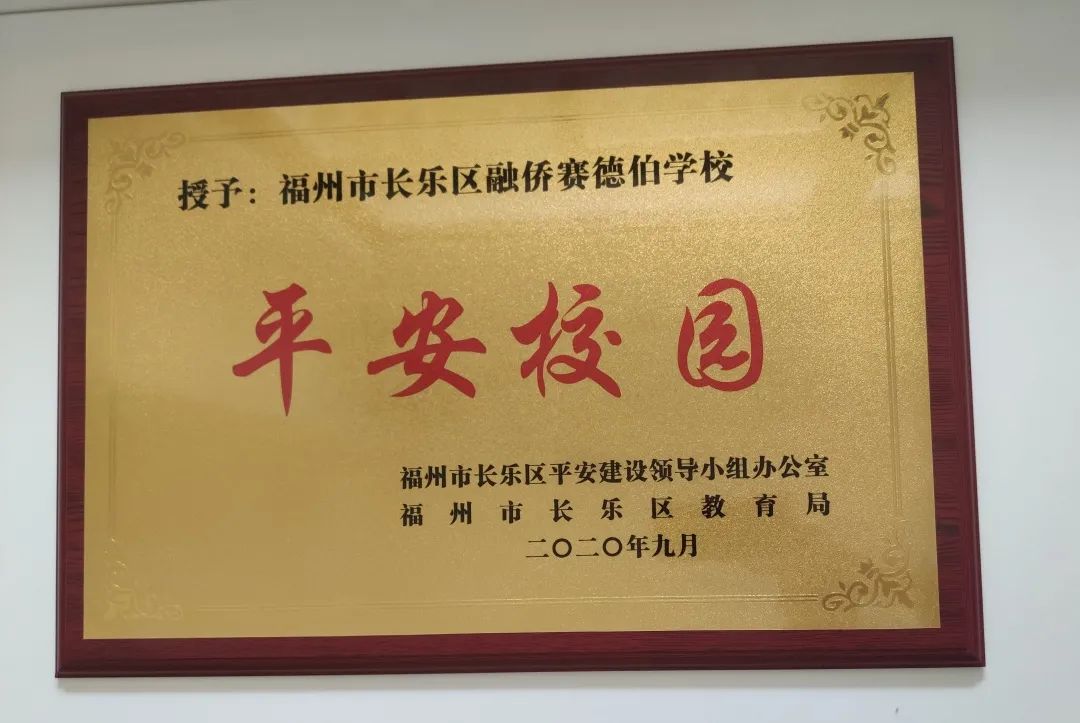 授予：福州市长乐区融侨赛德伯学校
平安校园
福州市长乐区平安建设领导小组办公室
福州市长乐区教育局
二〇二〇年九月